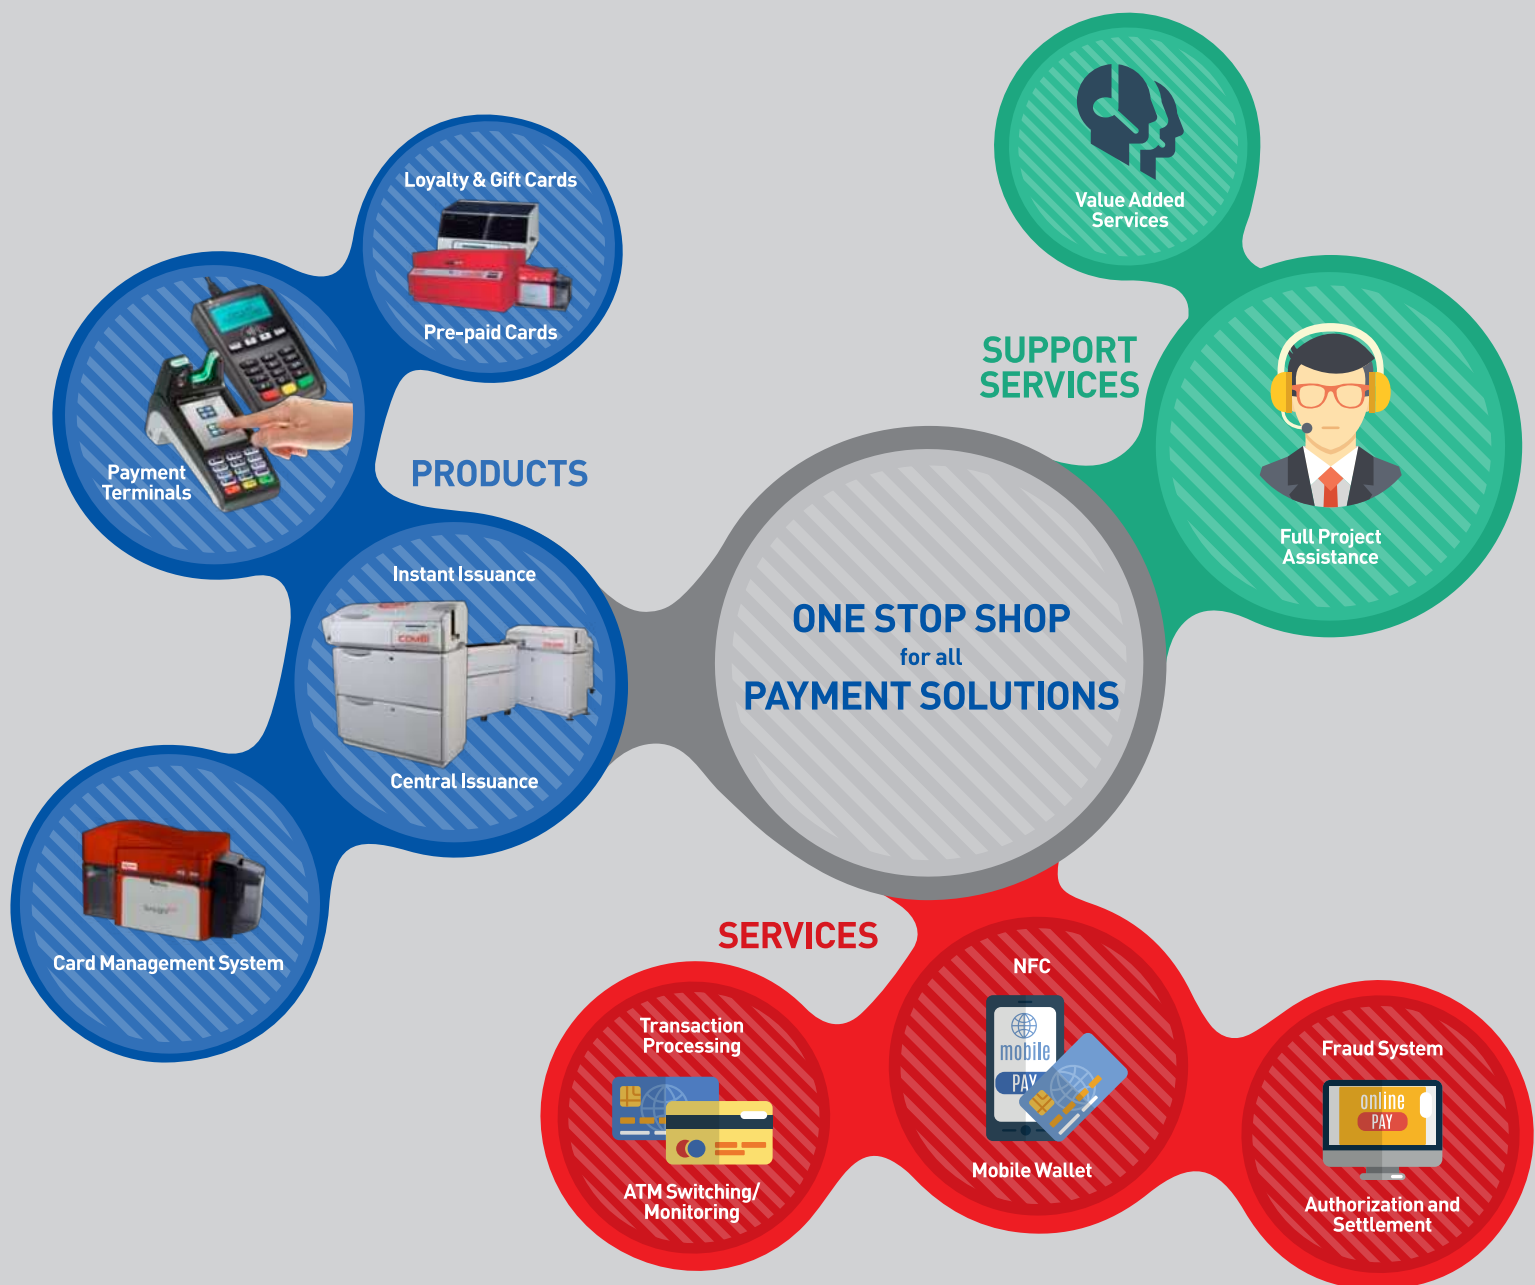 Value Added
Services
Loyalty & Gift Cards
Pre-paid Cards
SUPPORT
SERVICES
Payment
Terminals
PRODUCTS
Full Project
Assistance
Instant Issuance
Central Issuance
ONE STOP SHOP
for all
PAYMENT SOLUTIONS
Card Management System
SERVICES
NFC
mobile
PAY
Mobile Wallet
Transaction
Processing
ATM Switching/
Monitoring
Fraud System
online
PAY
Authorization and
Settlement